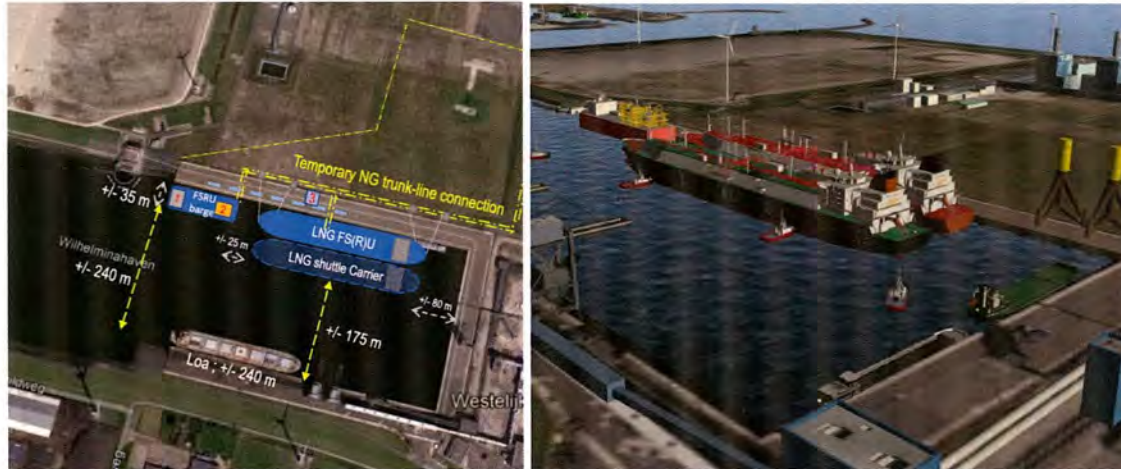 Temporary NG trunk-line connection
+/- 35 m
1
FSRU
barge
2
3
LNG FS(R)U
+/- 25 m
LNG shuttle Carrier
Wilhelminahaven
+/- 240 m
+/- 80 m
+/- 175 m
Loa : +/- 240 m
Westelij